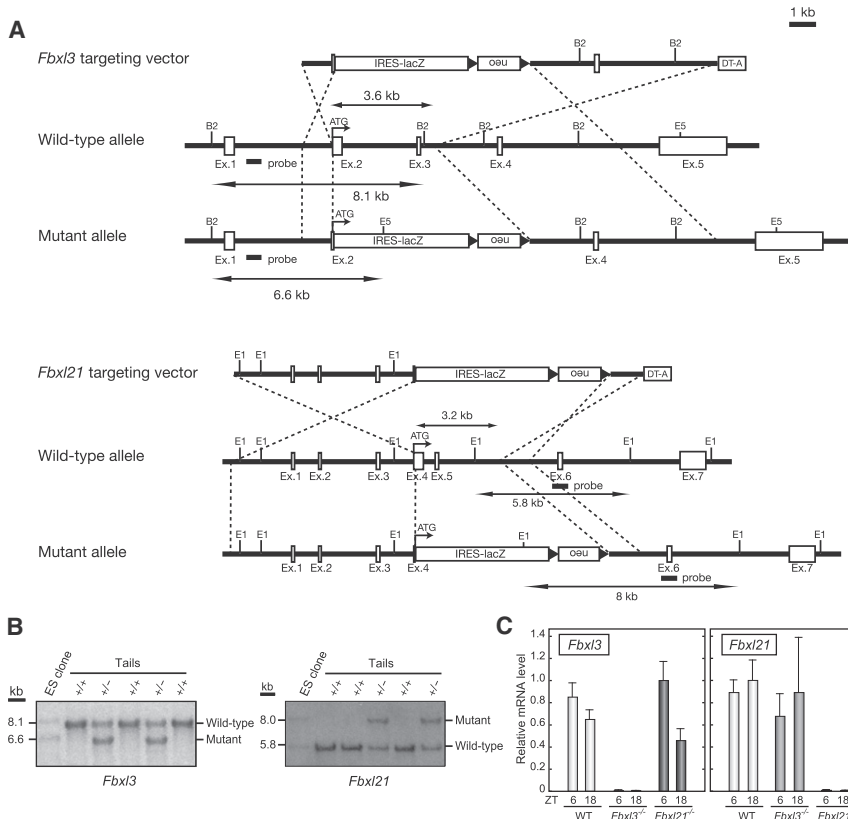 A
1 kb
Fbxl3 targeting vector
IRES-lacZ
neo
B2
B2
DT-A
3.6 kb
Wild-type allele
B2
ATG
B2
B2
B2
E5
Ex.1
probe
Ex.2
Ex.3
Ex.4
Ex.5
8.1 kb
Mutant allele
B2
ATG
E5
B2
B2
E5
IRES-lacZ
neo
Ex.1
probe
Ex.2
Ex.4
Ex.5
6.6 kb
Fbxl21 targeting vector
E1
E1
E1
IRES-lacZ
neo
DT-A
3.2 kb
Wild-type allele
E1
E1
E1
ATG
E1
E1
E1
Ex.1
Ex.2
Ex.3
Ex.4
Ex.5
Ex.6
Ex.7
probe
5.8 kb
Mutant allele
E1
E1
E1
ATG
E1
E1
E1
IRES-lacZ
neo
Ex.1
Ex.2
Ex.3
Ex.4
Ex.6
Ex.7
probe
8 kb
B
kb
ES clone
Tails
+/+
+/-
+/+
+/-
+/+
8.1
Wild-type
6.6
Mutant
Fbxl3
kb
ES clone
Tails
+/+
+/+
+/-
+/+
+/-
8.0
Mutant
5.8
Wild-type
Fbxl21
C
Relative mRNA level
1.4
1.2
1.0
0.8
0.6
0.4
0.2
0
Fbxl3
Fbxl21
ZT
6 18
6 18
6 18
6 18
6 18
6 18
WT
Fbxl3-/-
Fbxl21-/-
WT
Fbxl3-/-
Fbxl21